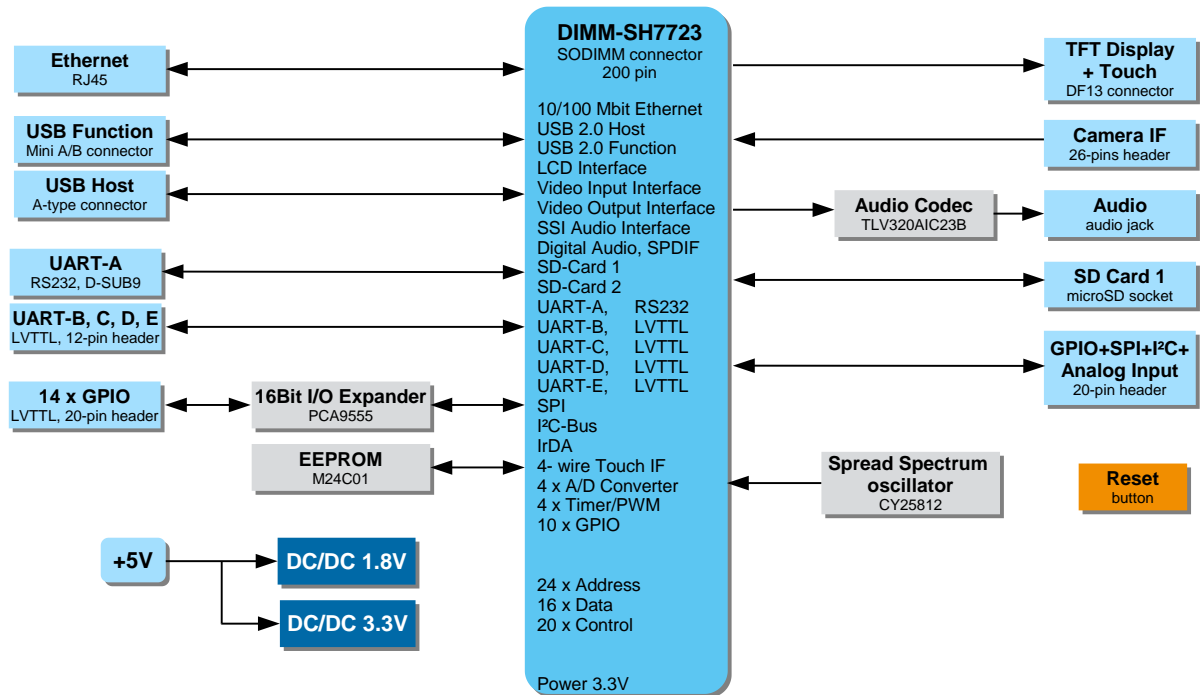 Ethernet
RJ45
USB Function
Mini A/B connector
USB Host
A-type connector
UART-A
RS232, D-SUB9
UART-B, C, D, E
LVTTL, 12-pin header
14 x GPIO
LVTTL, 20-pin header
16Bit I/O Expander
PCA9555
EEPROM
M24C01
+5V
DC/DC 1.8V
DC/DC 3.3V
DIMM-SH7723
SODIMM connector
200 pin
10/100 Mbit Ethernet
USB 2.0 Host
USB 2.0 Function
LCD Interface
Video Input Interface
Video Output Interface
SSI Audio Interface
Digital Audio, SPDIF
SD-Card 1
SD-Card 2
UART-A, RS232
UART-B, LVTTL
UART-C, LVTTL
UART-D, LVTTL
UART-E, LVTTL
SPI
I²C-Bus
IrDA
4- wire Touch IF
4 x A/D Converter
4 x Timer/PWM
10 x GPIO
24 x Address
16 x Data
20 x Control
Power 3.3V
TFT Display
+ Touch
DF13 connector
Camera IF
26-pins header
Audio Codec
TLV320AIC23B
Audio
audio jack
SD Card 1
microSD socket
GPIO+SPI+I²C+
Analog Input
20-pin header
Spread Spectrum
oscillator
CY25812
Reset
button